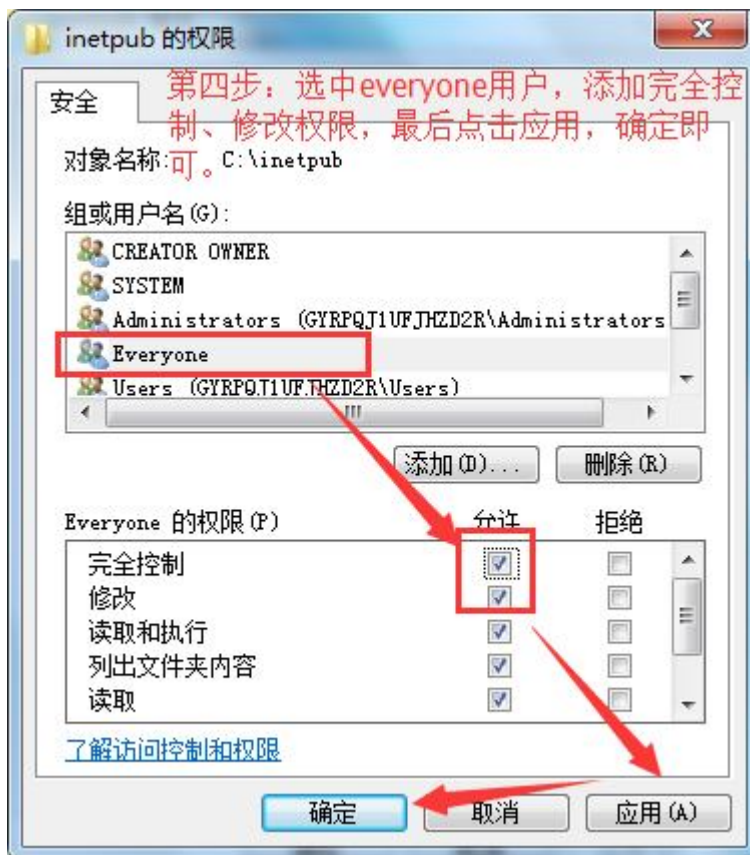 inetpub 的权限
安全
第四步：选中everyone用户，添加完全控
制、修改权限，最后点击应用，确定即
可。
对象名称: C:\inetpub
组或用户名(G):
CREATOR OWNER
SYSTEM
Administrators (GYRPQJ1UFJHZD2R\Administrators
Everyone
Users (GYRPQJ1UFJHZD2R\Users)
添加(D)... 删除(R)
Everyone 的权限(P) 允许 拒绝
完全控制
修改
读取和执行
列出文件夹内容
读取
了解访问控制和权限
确定 取消 应用(A)